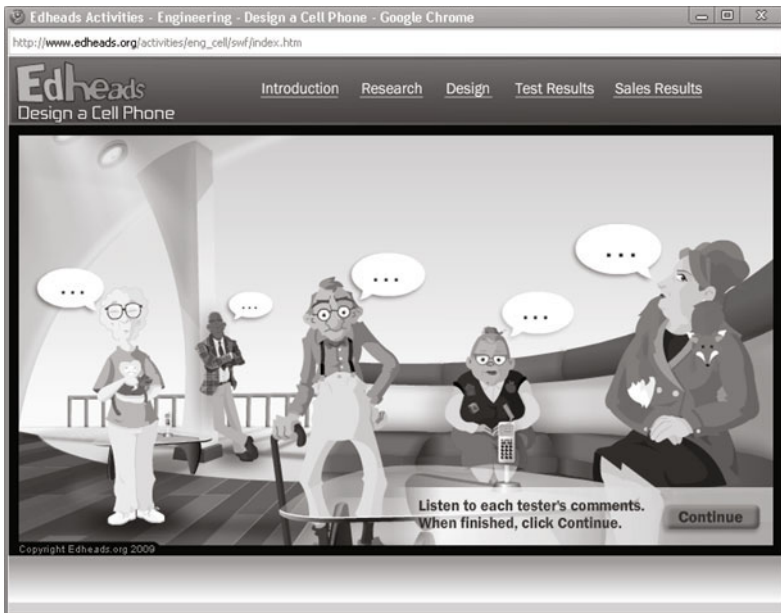 Edheads Activities - Engineering - Design a Cell Phone - Google Chrome
http://www.edheads.org/activities/eng_cell/swf/index.htm
Edheads
Design a Cell Phone
Introduction Research Design Test Results Sales Results
...
...
...
...
...
Listen to each tester's comments.
When finished, click Continue.
Continue
Copyright Edheads.org 2009